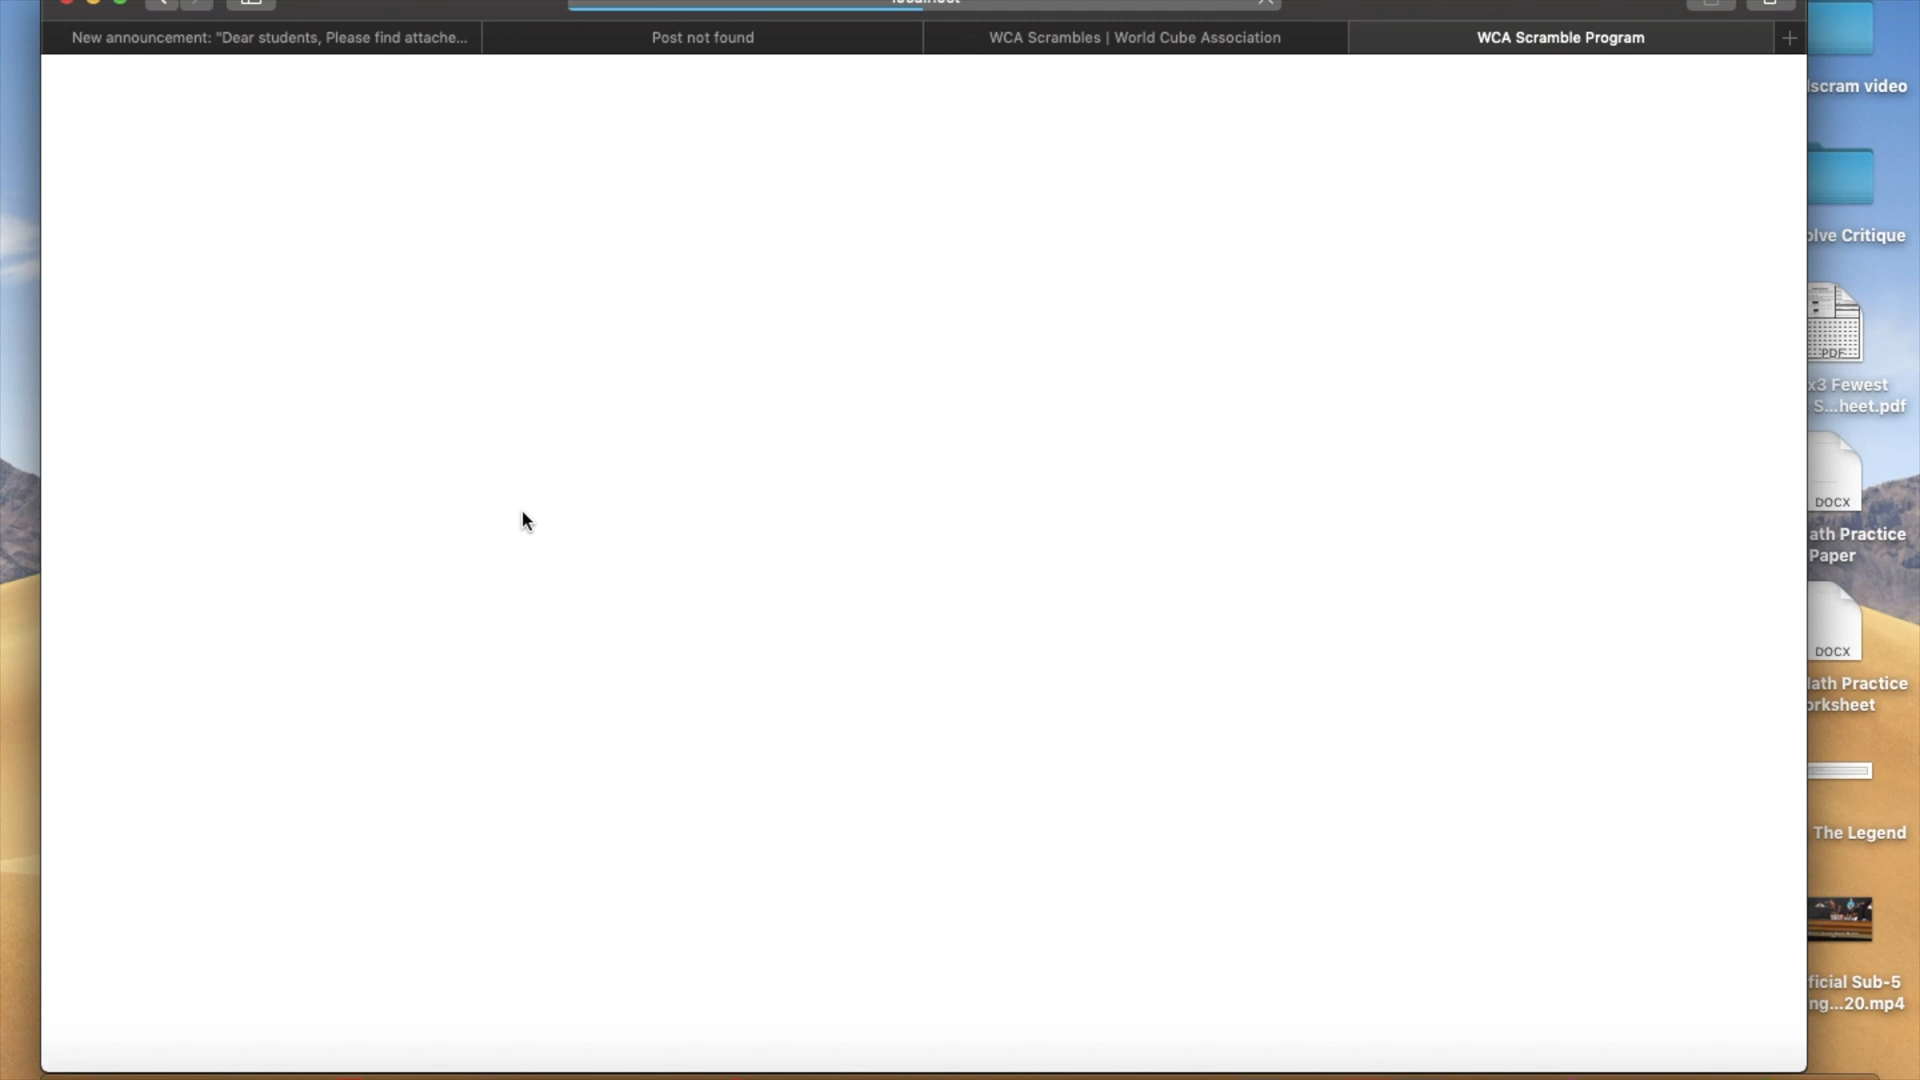 New announcement: "Dear students, Please find attache...
Post not found
WCA Scrambles | World Cube Association
WCA Scramble Program
lscram video
olve Critique
PDF
x3 Fewest
S...heet.pdf
DOCX
ath Practice
Paper
DOCX
lath Practice
orksheet
The Legend
ficial Sub-5
ng...20.mp4